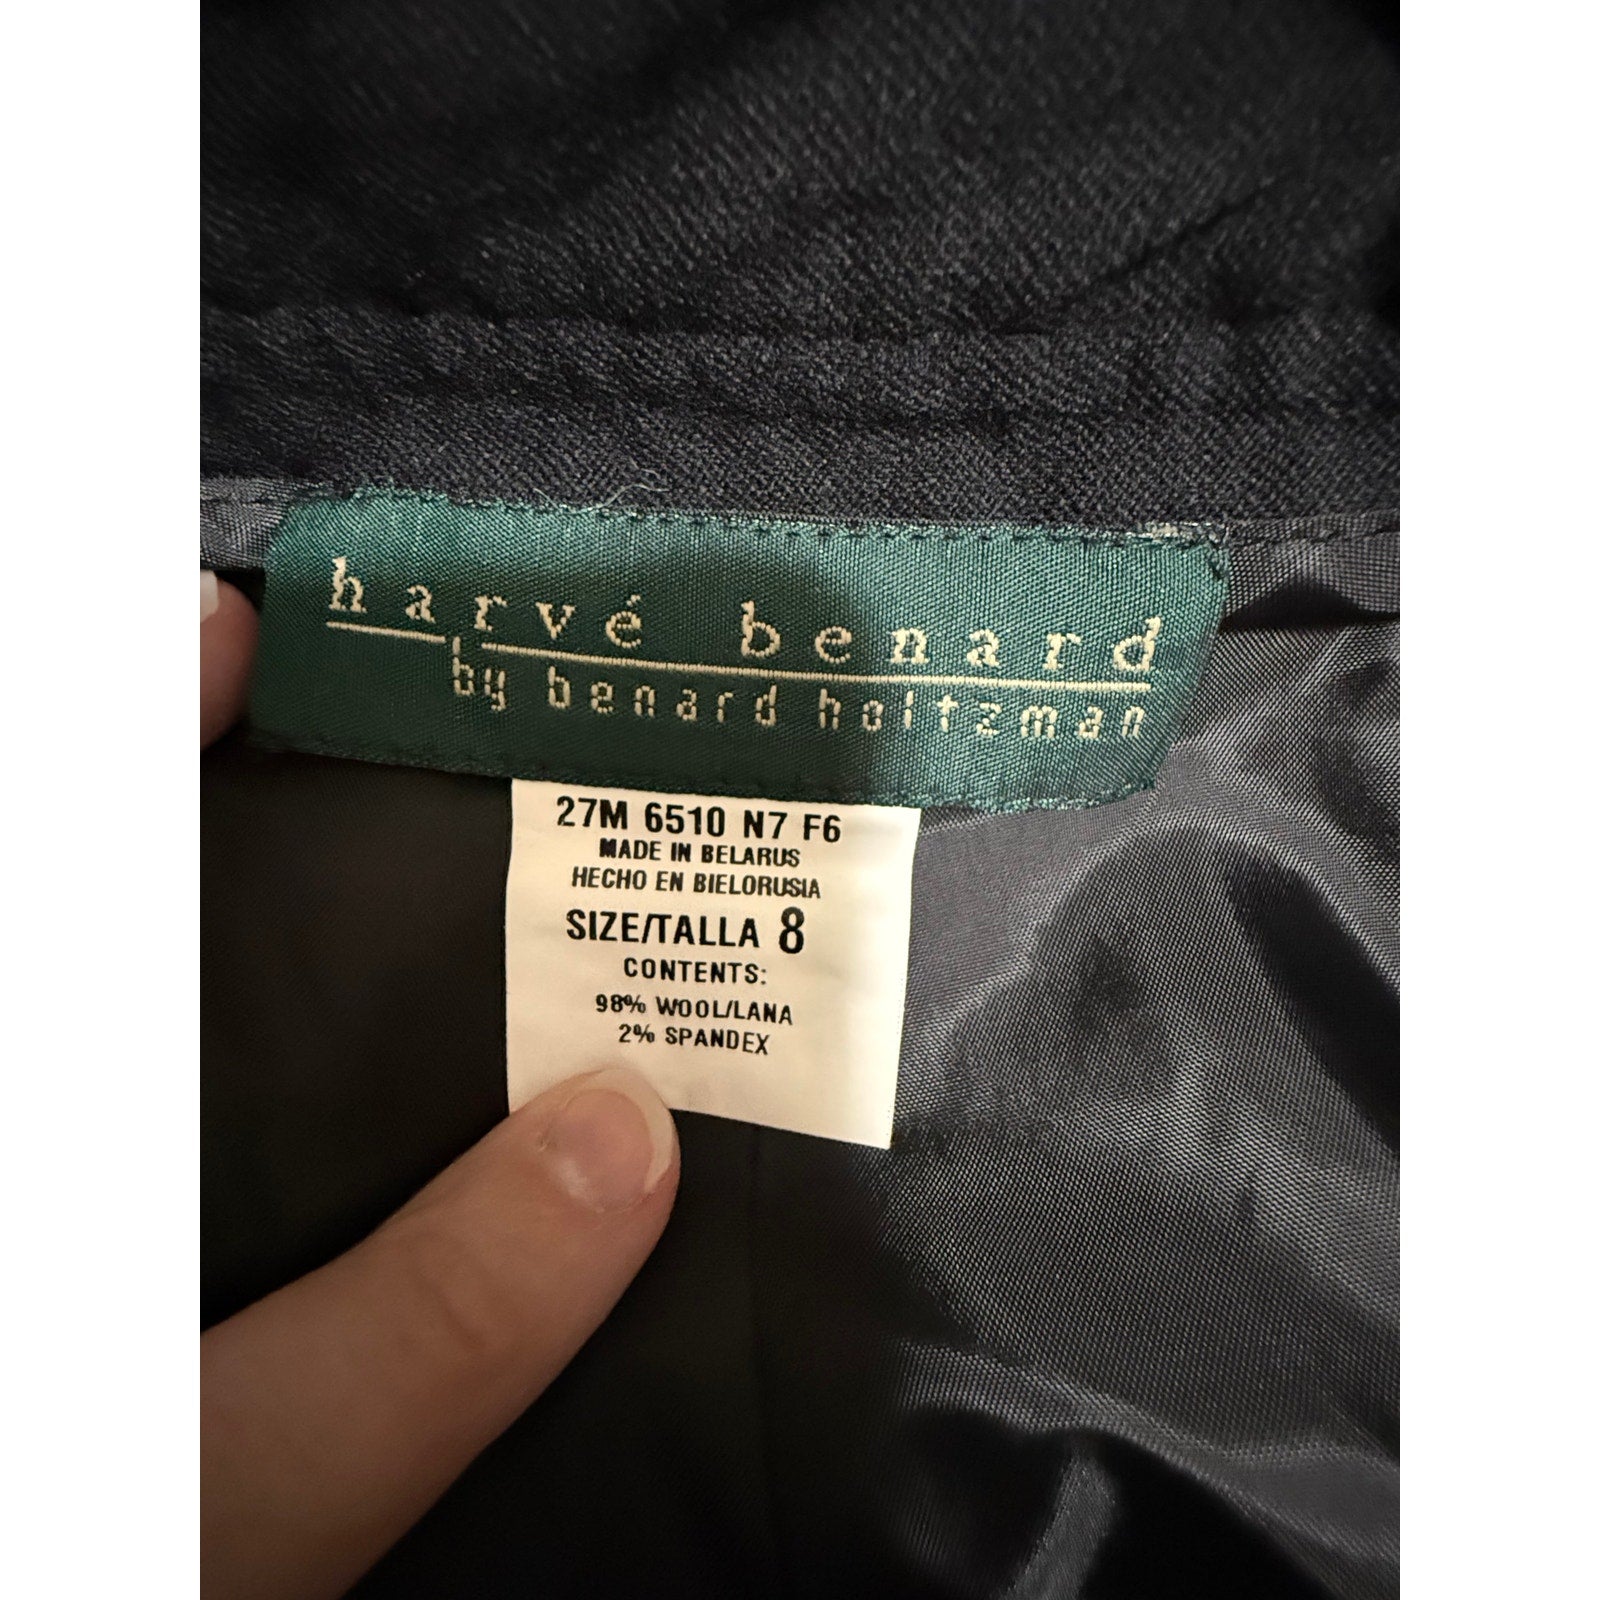 harvé benard
by benard holtzman
27M 6510 N7 F6
MADE IN BELARUS
HECHO EN BIELORUSIA
SIZE/TALLA 8
CONTENTS:
98% WOOL/LANA
2% SPANDEX